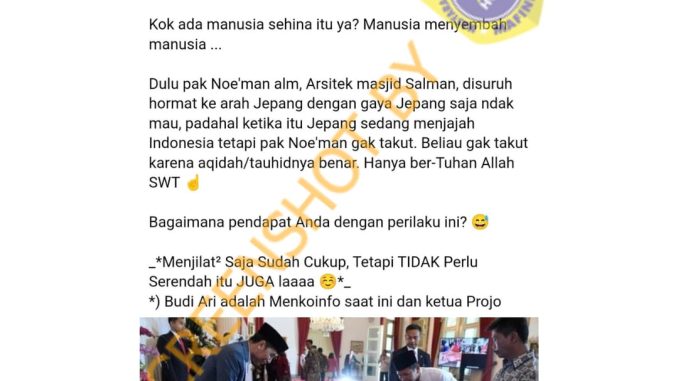 Kok ada manusia sehina itu ya? Manusia menyembah
manusia ...
Dulu pak Noe'man alm, Arsitek masjid Salman, disuruh
hormat ke arah Jepang dengan gaya Jepang saja ndak
mau, padahal ketika itu Jepang sedang menjajah
Indonesia tetapi pak Noe'man gak takut. Beliau gak takut
karena aqidah/tauhidnya benar. Hanya ber-Tuhan Allah
SWT ☝️
Bagaimana pendapat Anda dengan perilaku ini? 😅
_*Menjilat² Saja Sudah Cukup, Tetapi TIDAK Perlu
Serendah itu JUGA laaaa ☺️*_
*) Budi Ari adalah Menkoinfo saat ini dan ketua Projo
SCREENSHOT BY